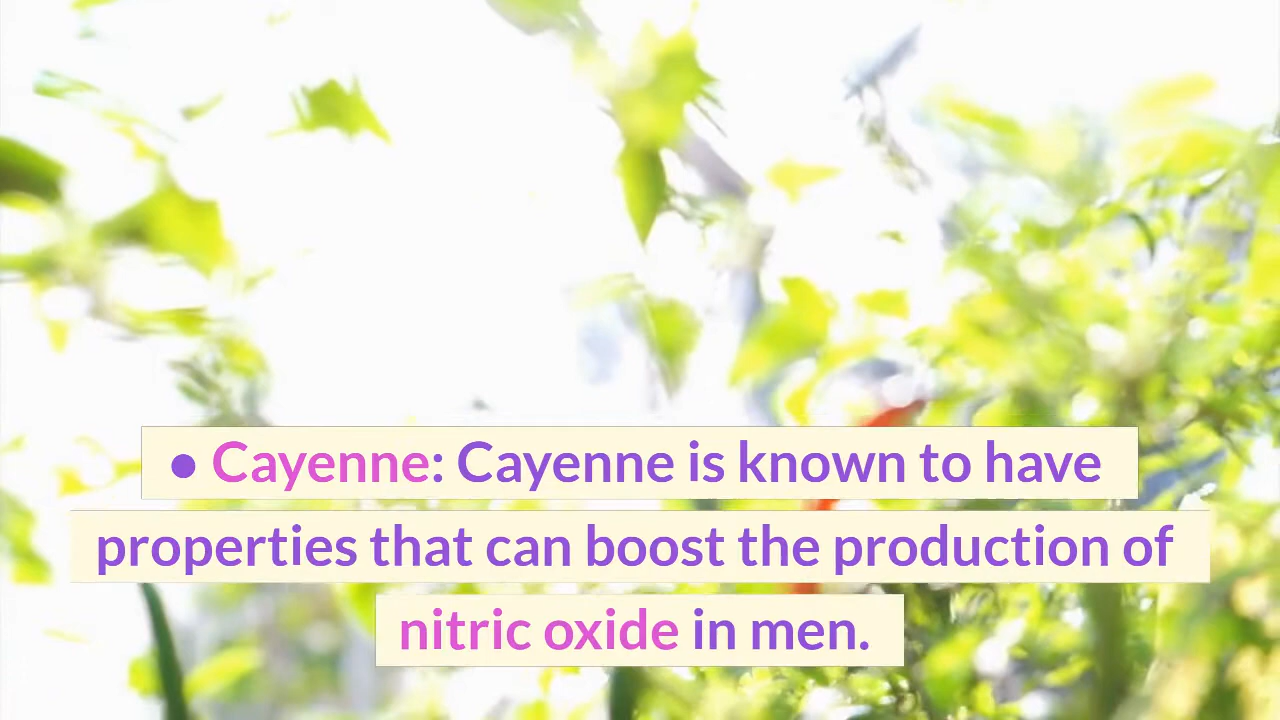 • Cayenne: Cayenne is known to have
properties that can boost the production of
nitric oxide in men.